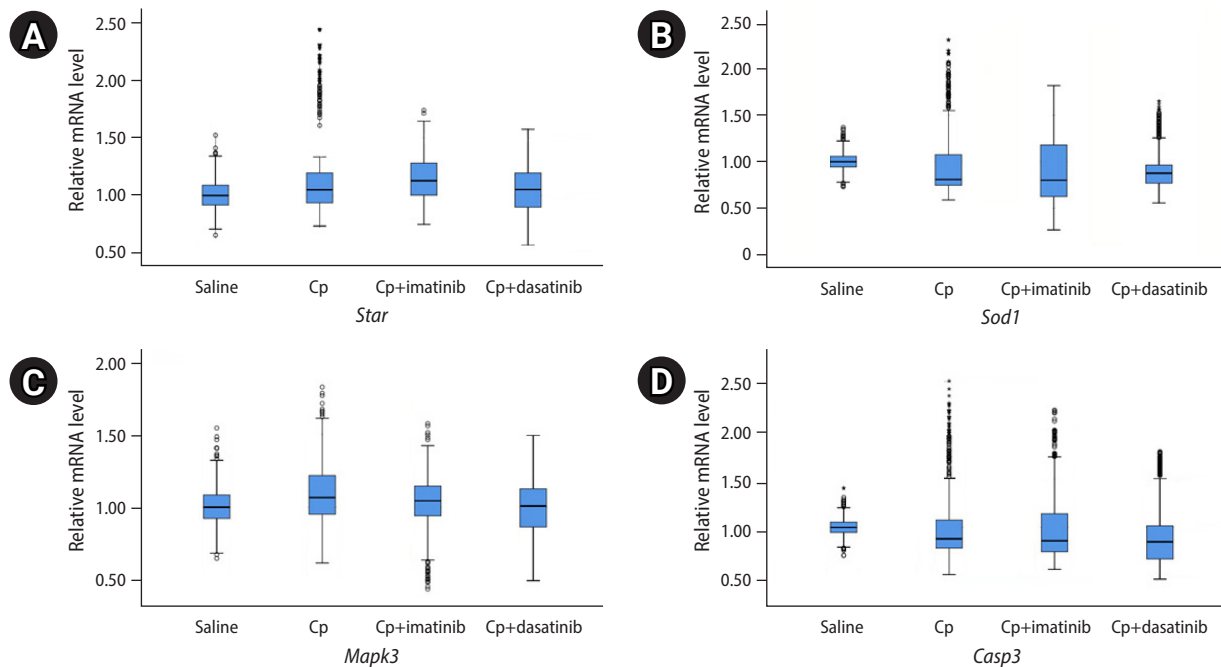 A
Relative mRNA level
2.50
2.00
1.50
1.00
0.50
Saline Cp Cp+imatinib Cp+dasatinib
Star
B
Relative mRNA level
2.50
2.00
1.50
1.00
0.50
0
Saline Cp Cp+imatinib Cp+dasatinib
Sod1
C
Relative mRNA level
2.00
1.50
1.00
0.50
Saline Cp Cp+imatinib Cp+dasatinib
Mapk3
D
Relative mRNA level
2.50
2.00
1.50
1.00
0.50
Saline Cp Cp+imatinib Cp+dasatinib
Casp3